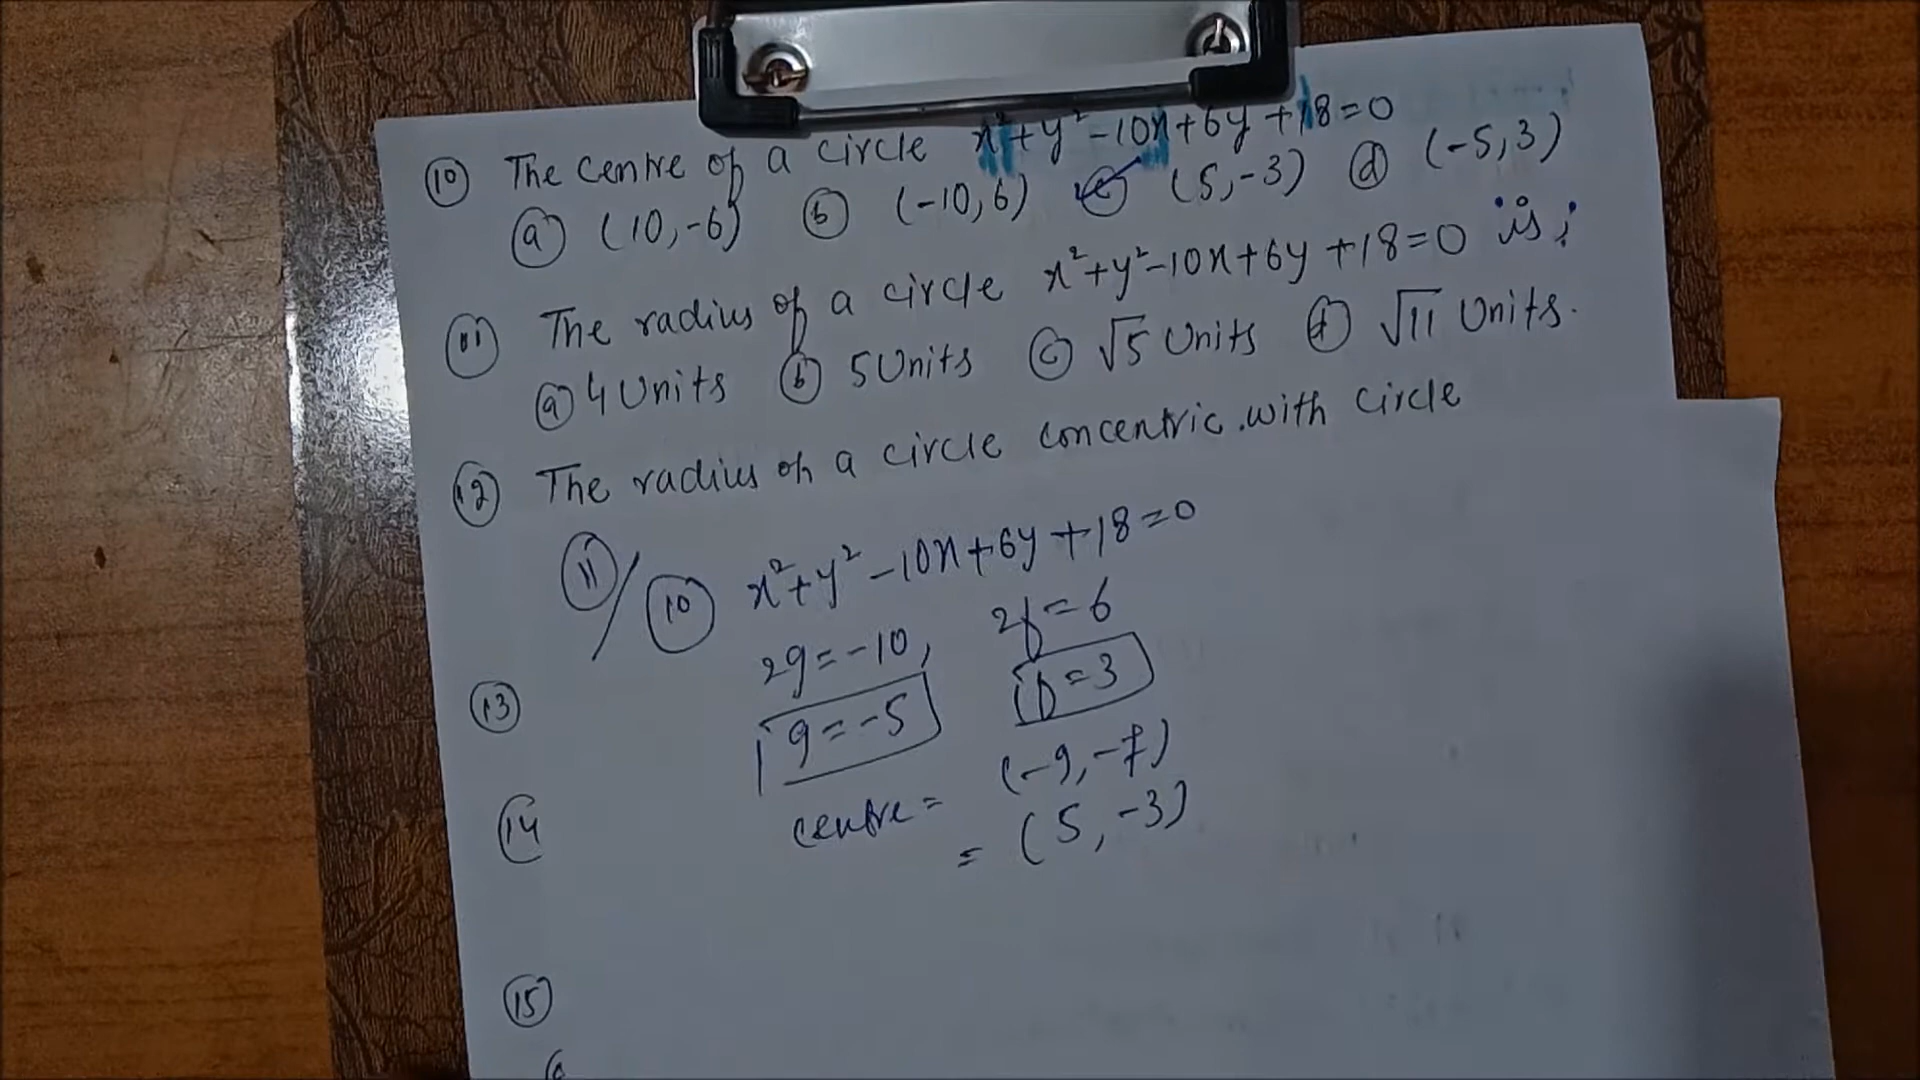 ⑩ The centre of a circle x²+y²-10x+6y+18=0
ⓐ (10,-6) ⓑ (-10,6) ⓒ (5,-3) ⓓ (-5,3)
⑪ The radius of a circle x²+y²-10x+6y+18=0 is;
ⓐ 4 Units ⓑ 5 Units ⓒ √5 Units ⓓ √11 Units.
⑫ The radius of a circle concentric with circle
⑪/⑩ x²+y²-10x+6y+18=0
2g=-10, 2f=6
⑬ g=-5 f=3
(-g,-f)
⑭ centre =
= (5,-3)
⑮